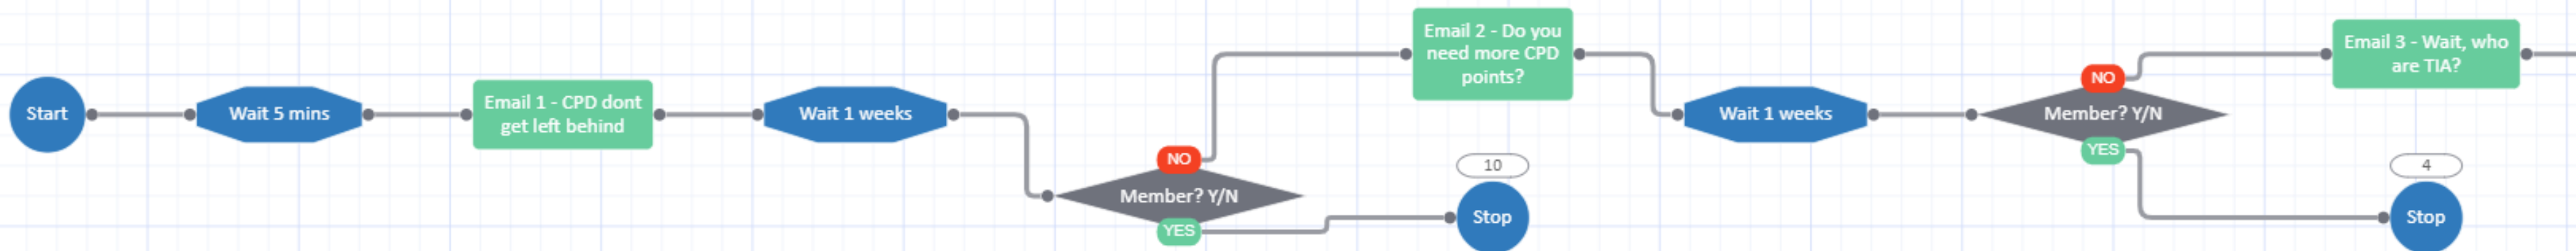 Start
Wait 5 mins
Email 1 - CPD dont
get left behind
Wait 1 weeks
NO
Member? Y/N
YES
Email 2 - Do you
need more CPD
points?
10
Stop
Wait 1 weeks
NO
Member? Y/N
YES
Email 3 - Wait, who
are TIA?
4
Stop